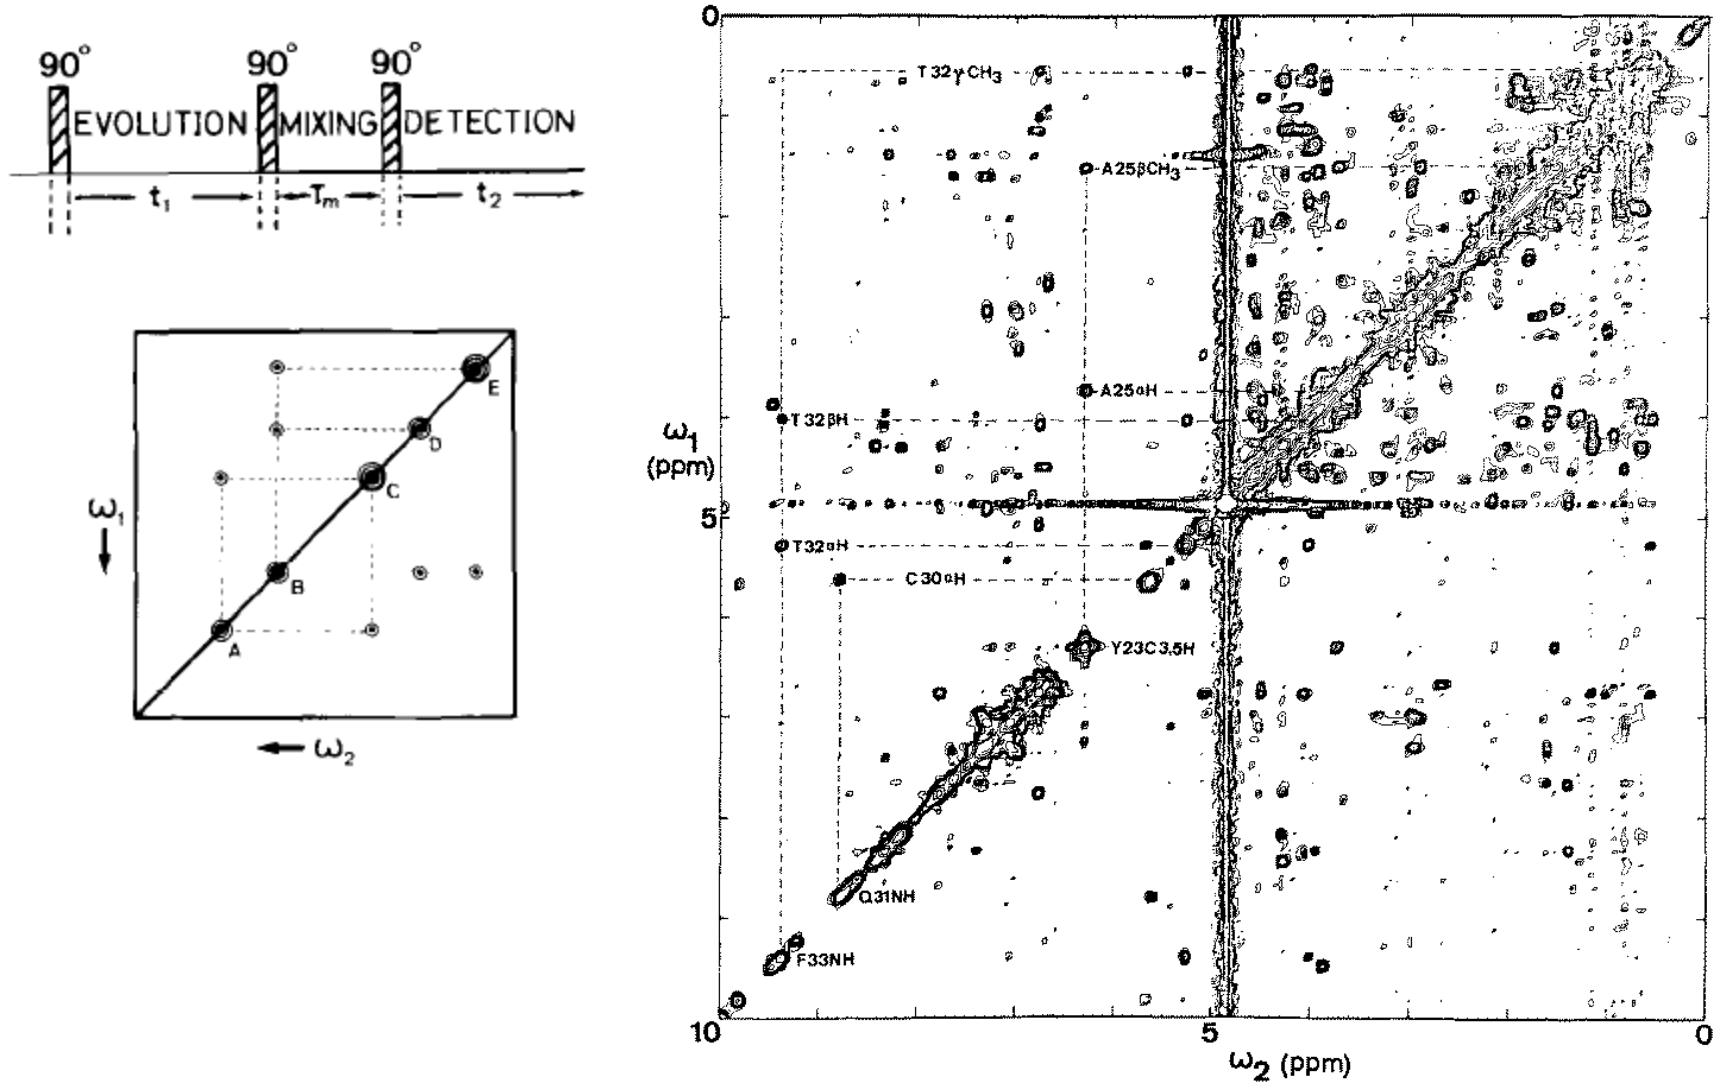 90° 90° 90°
EVOLUTION MIXING DETECTION
t₁ τₘ t₂
E
D
C
B
A
ω₁
ω₂
0
T32γCH₃
A25βCH₃
A25αH
T32βH
ω₁
(ppm)
5
T32αH
C30αH
Y23C3,5H
Q31NH
F33NH
10 5 0
ω₂ (ppm)